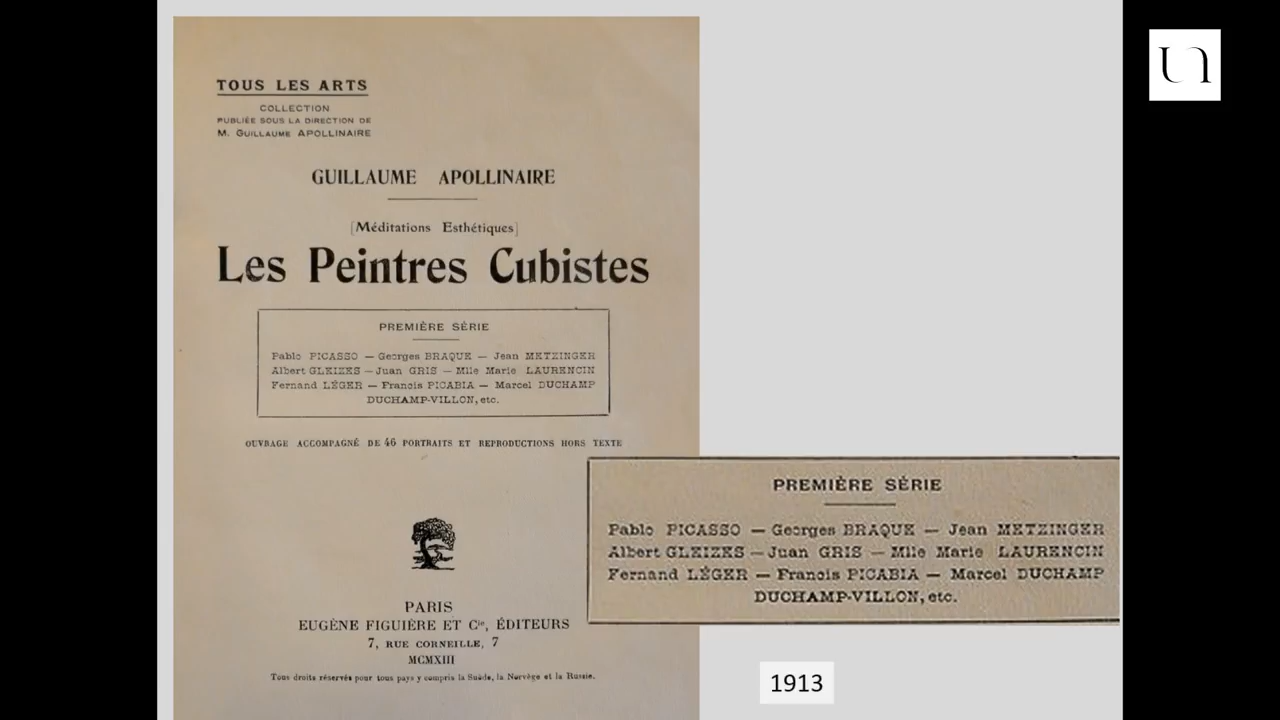 TOUS LES ARTS
COLLECTION
PUBLIÉE SOUS LA DIRECTION DE
M. GUILLAUME APOLLINAIRE
GUILLAUME APOLLINAIRE
[Méditations Esthétiques]
Les Peintres Cubistes
PREMIÈRE SÉRIE
Pablo PICASSO — Georges BRAQUE — Jean METZINGER
Albert GLEIZES — Juan GRIS — Mlle Marie LAURENCIN
Fernand LÉGER — Francis PICABIA — Marcel DUCHAMP
DUCHAMP-VILLON, etc.
OUVRAGE ACCOMPAGNÉ DE 46 PORTRAITS ET REPRODUCTIONS HORS TEXTE
PARIS
EUGÈNE FIGUIÈRE ET Cie, ÉDITEURS
7, RUE CORNEILLE, 7
MCMXIII
Tous droits réservés pour tous pays y compris la Suède, la Norvège et la Russie.
PREMIÈRE SÉRIE
Pablo PICASSO — Georges BRAQUE — Jean METZINGER
Albert GLEIZES — Juan GRIS — Mlle Marie LAURENCIN
Fernand LÉGER — Francis PICABIA — Marcel DUCHAMP
DUCHAMP-VILLON, etc.
1913